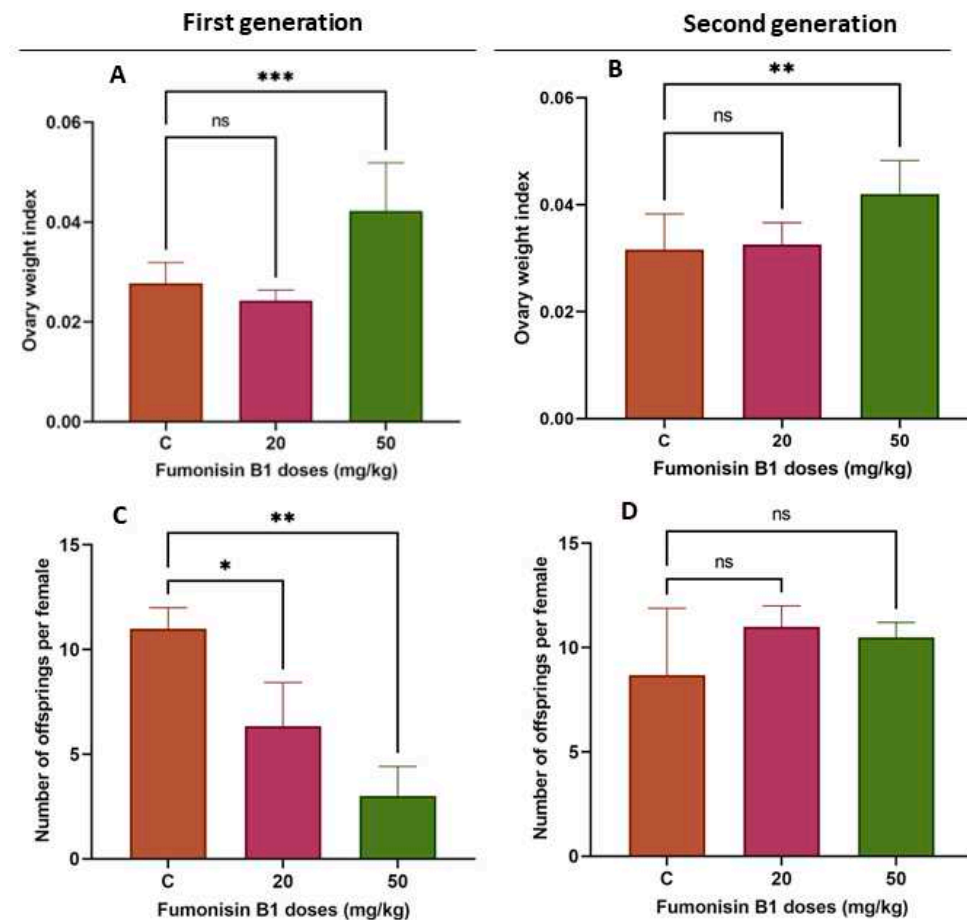 First generation
Second generation
A
***
ns
0.06
0.04
0.02
0.00
Ovary weight index
C
20
50
Fumonisin B1 doses (mg/kg)
B
**
ns
0.06
0.04
0.02
0.00
Ovary weight index
C
20
50
Fumonisin B1 doses (mg/kg)
C
**
*
15
10
5
0
Number of offsprings per female
C
20
50
Fumonisin B1 doses (mg/kg)
D
ns
ns
15
10
5
0
Number of offsprings per female
C
20
50
Fumonisin B1 doses (mg/kg)